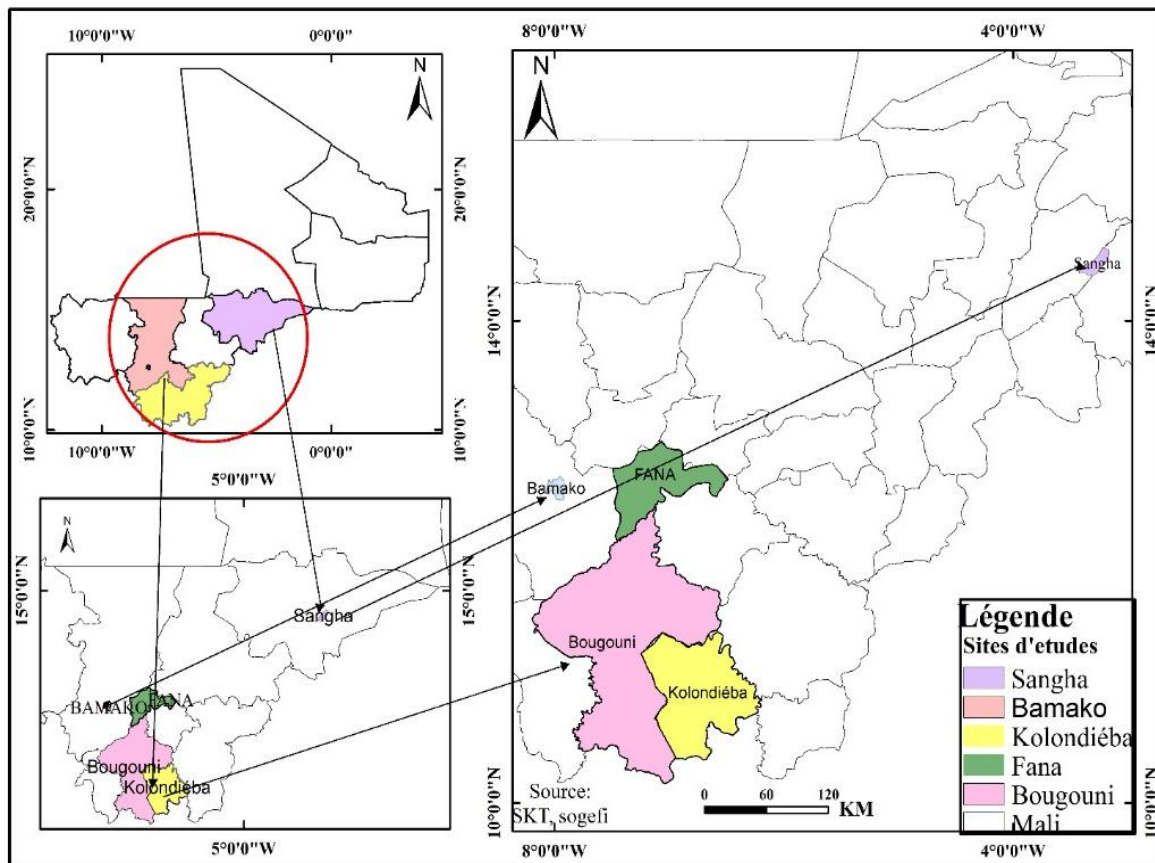 10°0'0"W
0°0'0"
N
20°0'0"N
20°0'0"N
10°0'0"N
10°0'0"N
10°0'0"W
0°0'0"
5°0'0"W
N
15°0'0"N
15°0'0"N
Sangha
BAMAKO
FANA
Bougouni
Kolondiéba
5°0'0"W
8°0'0"W
4°0'0"W
N
Sangha
14°0'0"N
14°0'0"N
FANA
Bamako
Bougouni
Kolondiéba
Source:
SKT, sogefi
0 60 120
KM
10°0'0"N
10°0'0"N
8°0'0"W
4°0'0"W
Légende
Sites d'etudes
Sangha
Bamako
Kolondiéba
Fana
Bougouni
Mali